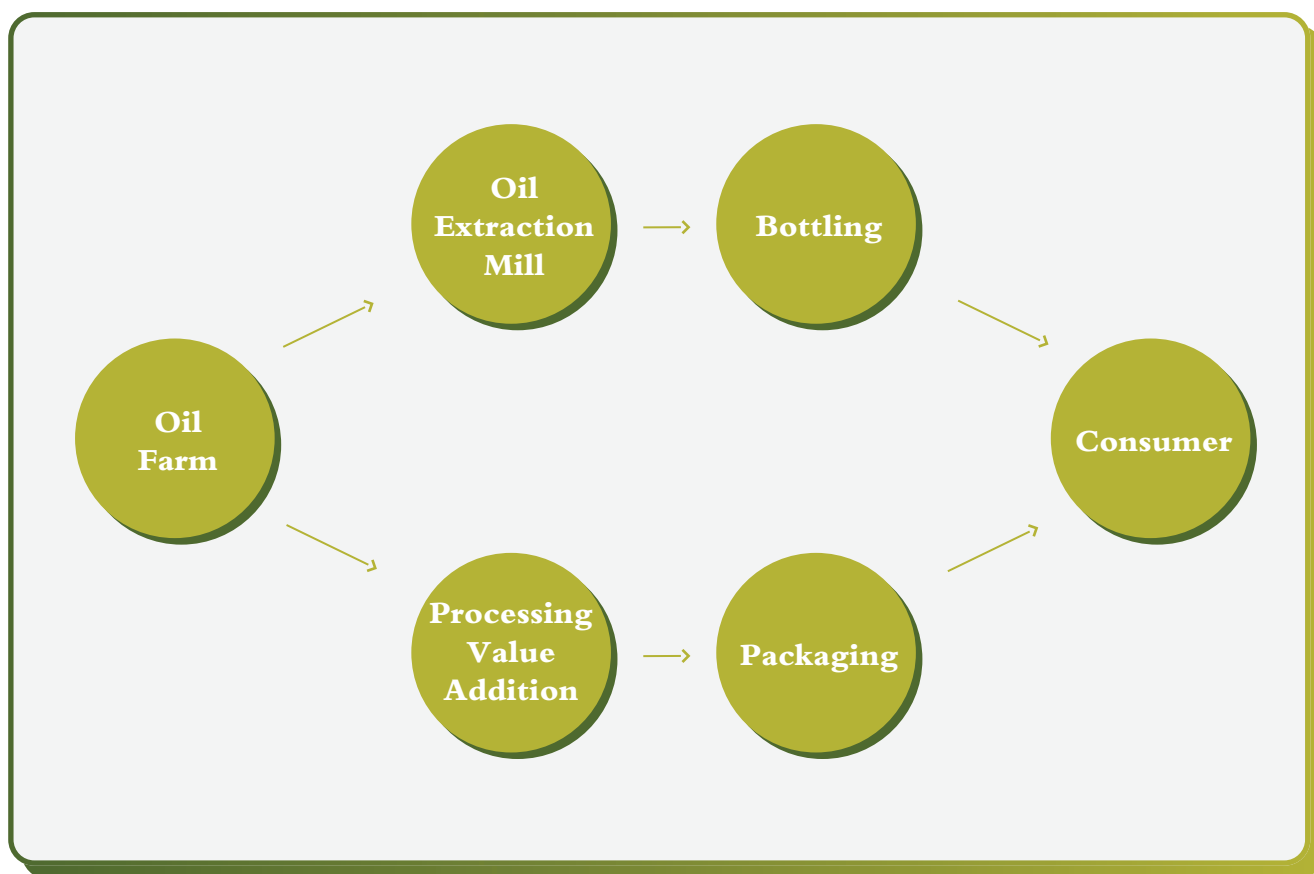 Oil
Extraction
Mill
Bottling
Oil
Farm
Consumer
Processing
Value
Addition
Packaging